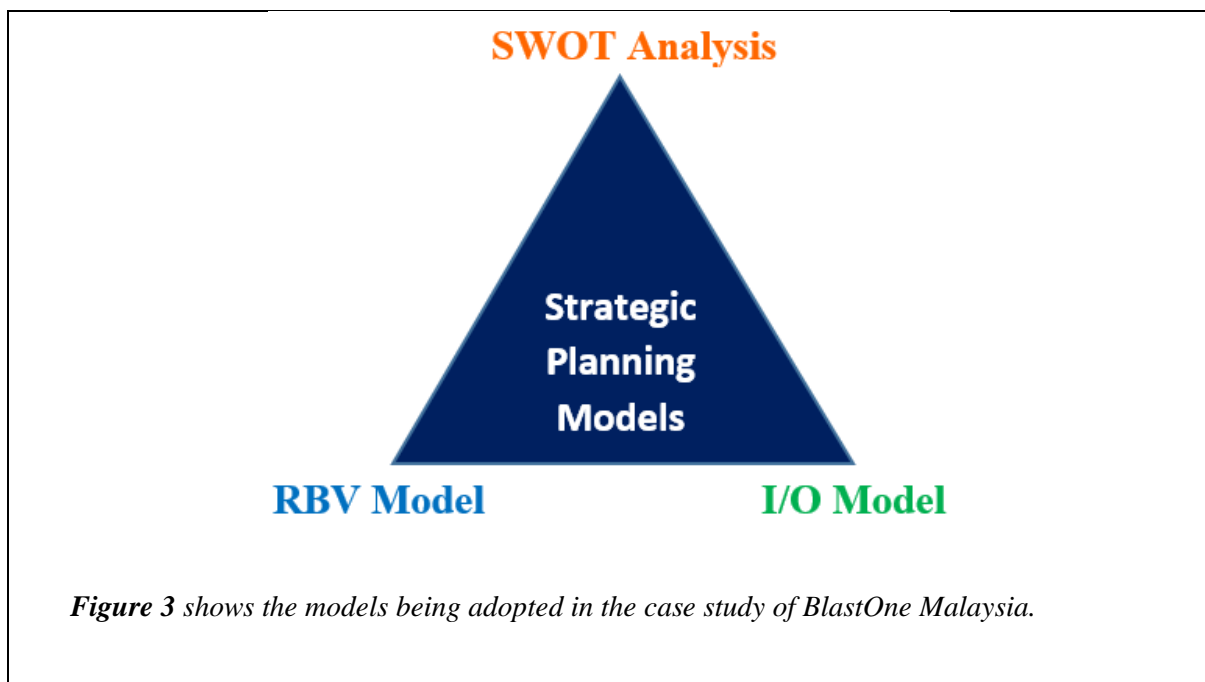 SWOT Analysis
Strategic
Planning
Models
RBV Model
I/O Model
Figure 3 shows the models being adopted in the case study of BlastOne Malaysia.